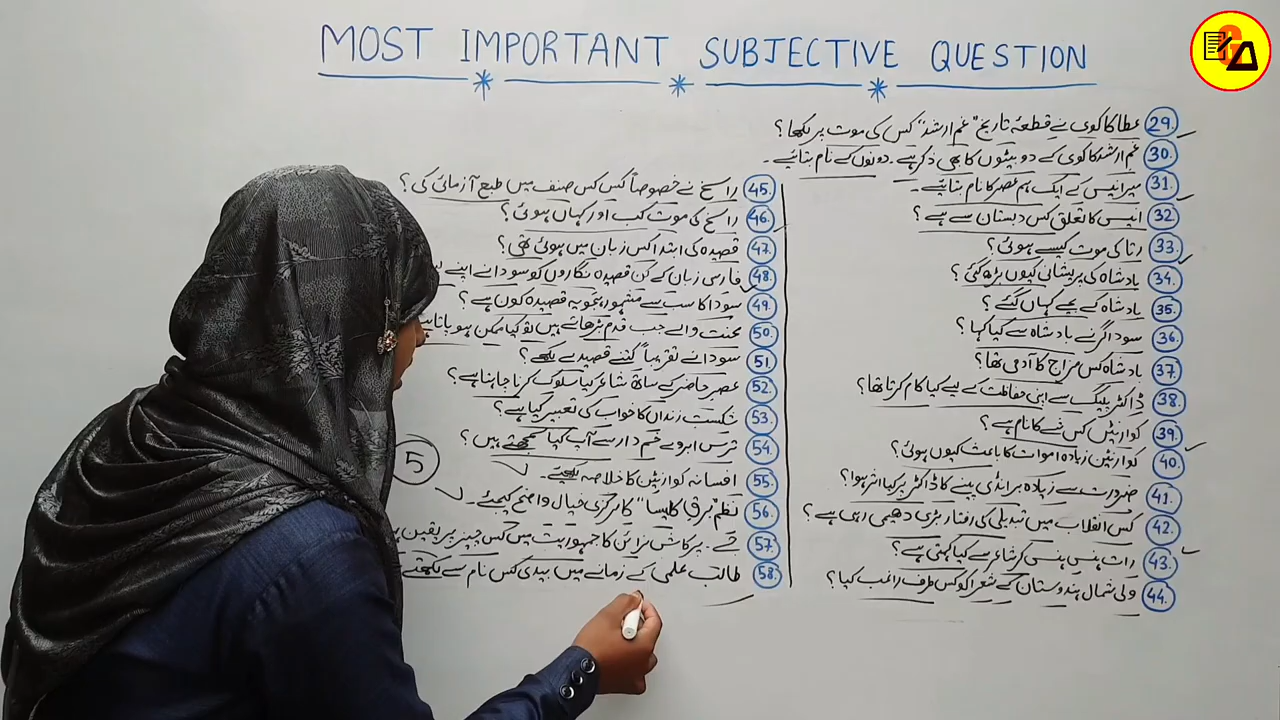 MOST IMPORTANT SUBJECTIVE QUESTION
29. عطا کاکوی نے قطعۂ تاریخ "غم ارشد" کس کی موت پر لکھا؟
30. غم ارشد کاکوی کے دو بیٹوں کا بھی ذکر ہے۔ دونوں کے نام بتائیے۔
31. میر انیس کے ایک ہم عصر کا نام بتائیے۔
32 انیس کا تعلق کس دبستان سے ہے؟
33. رتا کی موت کیسے ہوئی؟
34. بادشاہ کی پریشانی کیوں بڑھ گئی؟
35. بادشاہ کے بچے کہاں گئے؟
36. سوداگر نے بادشاہ سے کیا کہا؟
37. بادشاہ کس مزاج کا آدمی تھا؟
38. ڈاکٹر پلیگ سے اپنی حفاظت کے لیے کیا کام کرتا تھا؟
39. کوارنٹین کس شے کا نام ہے؟
40. کوارنٹین زیادہ اموات کا باعث کیوں ہوئی؟
41. ضرورت سے زیادہ برانڈی پینے کا ڈاکٹر پر کیا اثر ہوا؟
42. کس انقلاب میں تبدیلی کی رفتار بڑی دھیمی رہی ہے؟
43. رات ہنس ہنس کر شاعر سے کیا کہتی ہے؟
44. ولی شمال ہندوستان کے شعرا کو کس طرف راغب کیا؟
45. راسخ نے خصوصاً کس کس صنف میں طبع آزمائی کی؟
46. راسخ کی موت کب اور کہاں ہوئی؟
47. قصیدہ کی ابتدا کس زبان میں ہوئی تھی؟
48. فارسی زبان کے کن قصیدہ نگاروں کو سودا نے اپنے
49. سودا کا سب سے مشہور ہجویہ قصیدہ کون ہے؟
50. محنت والے جب قدم بڑھاتے ہیں تو کیا ممکن ہو پاتا
51. سودا نے تقریباً کتنے قصیدے لکھے؟
52. عصر حاضر کے ساتھ شاعر کیا سلوک کرنا چاہتا ہے؟
53. شکست زنداں کا خواب کی تعبیر کیا ہے؟
54. ترس ابروے خم دار سے آپ کیا سمجھتے ہیں؟
55. افسانہ کوارنٹین کا خلاصہ لکھئے۔
5
56. نظم "برق کلیسا" کا مرکزی خیال واضح کیجئے۔
57. جے۔ پرکاش نرائن کا جمہوریت میں کس چیز پر یقیں
58. طالب علمی کے زمانے میں بیدی کس نام سے لکھتے